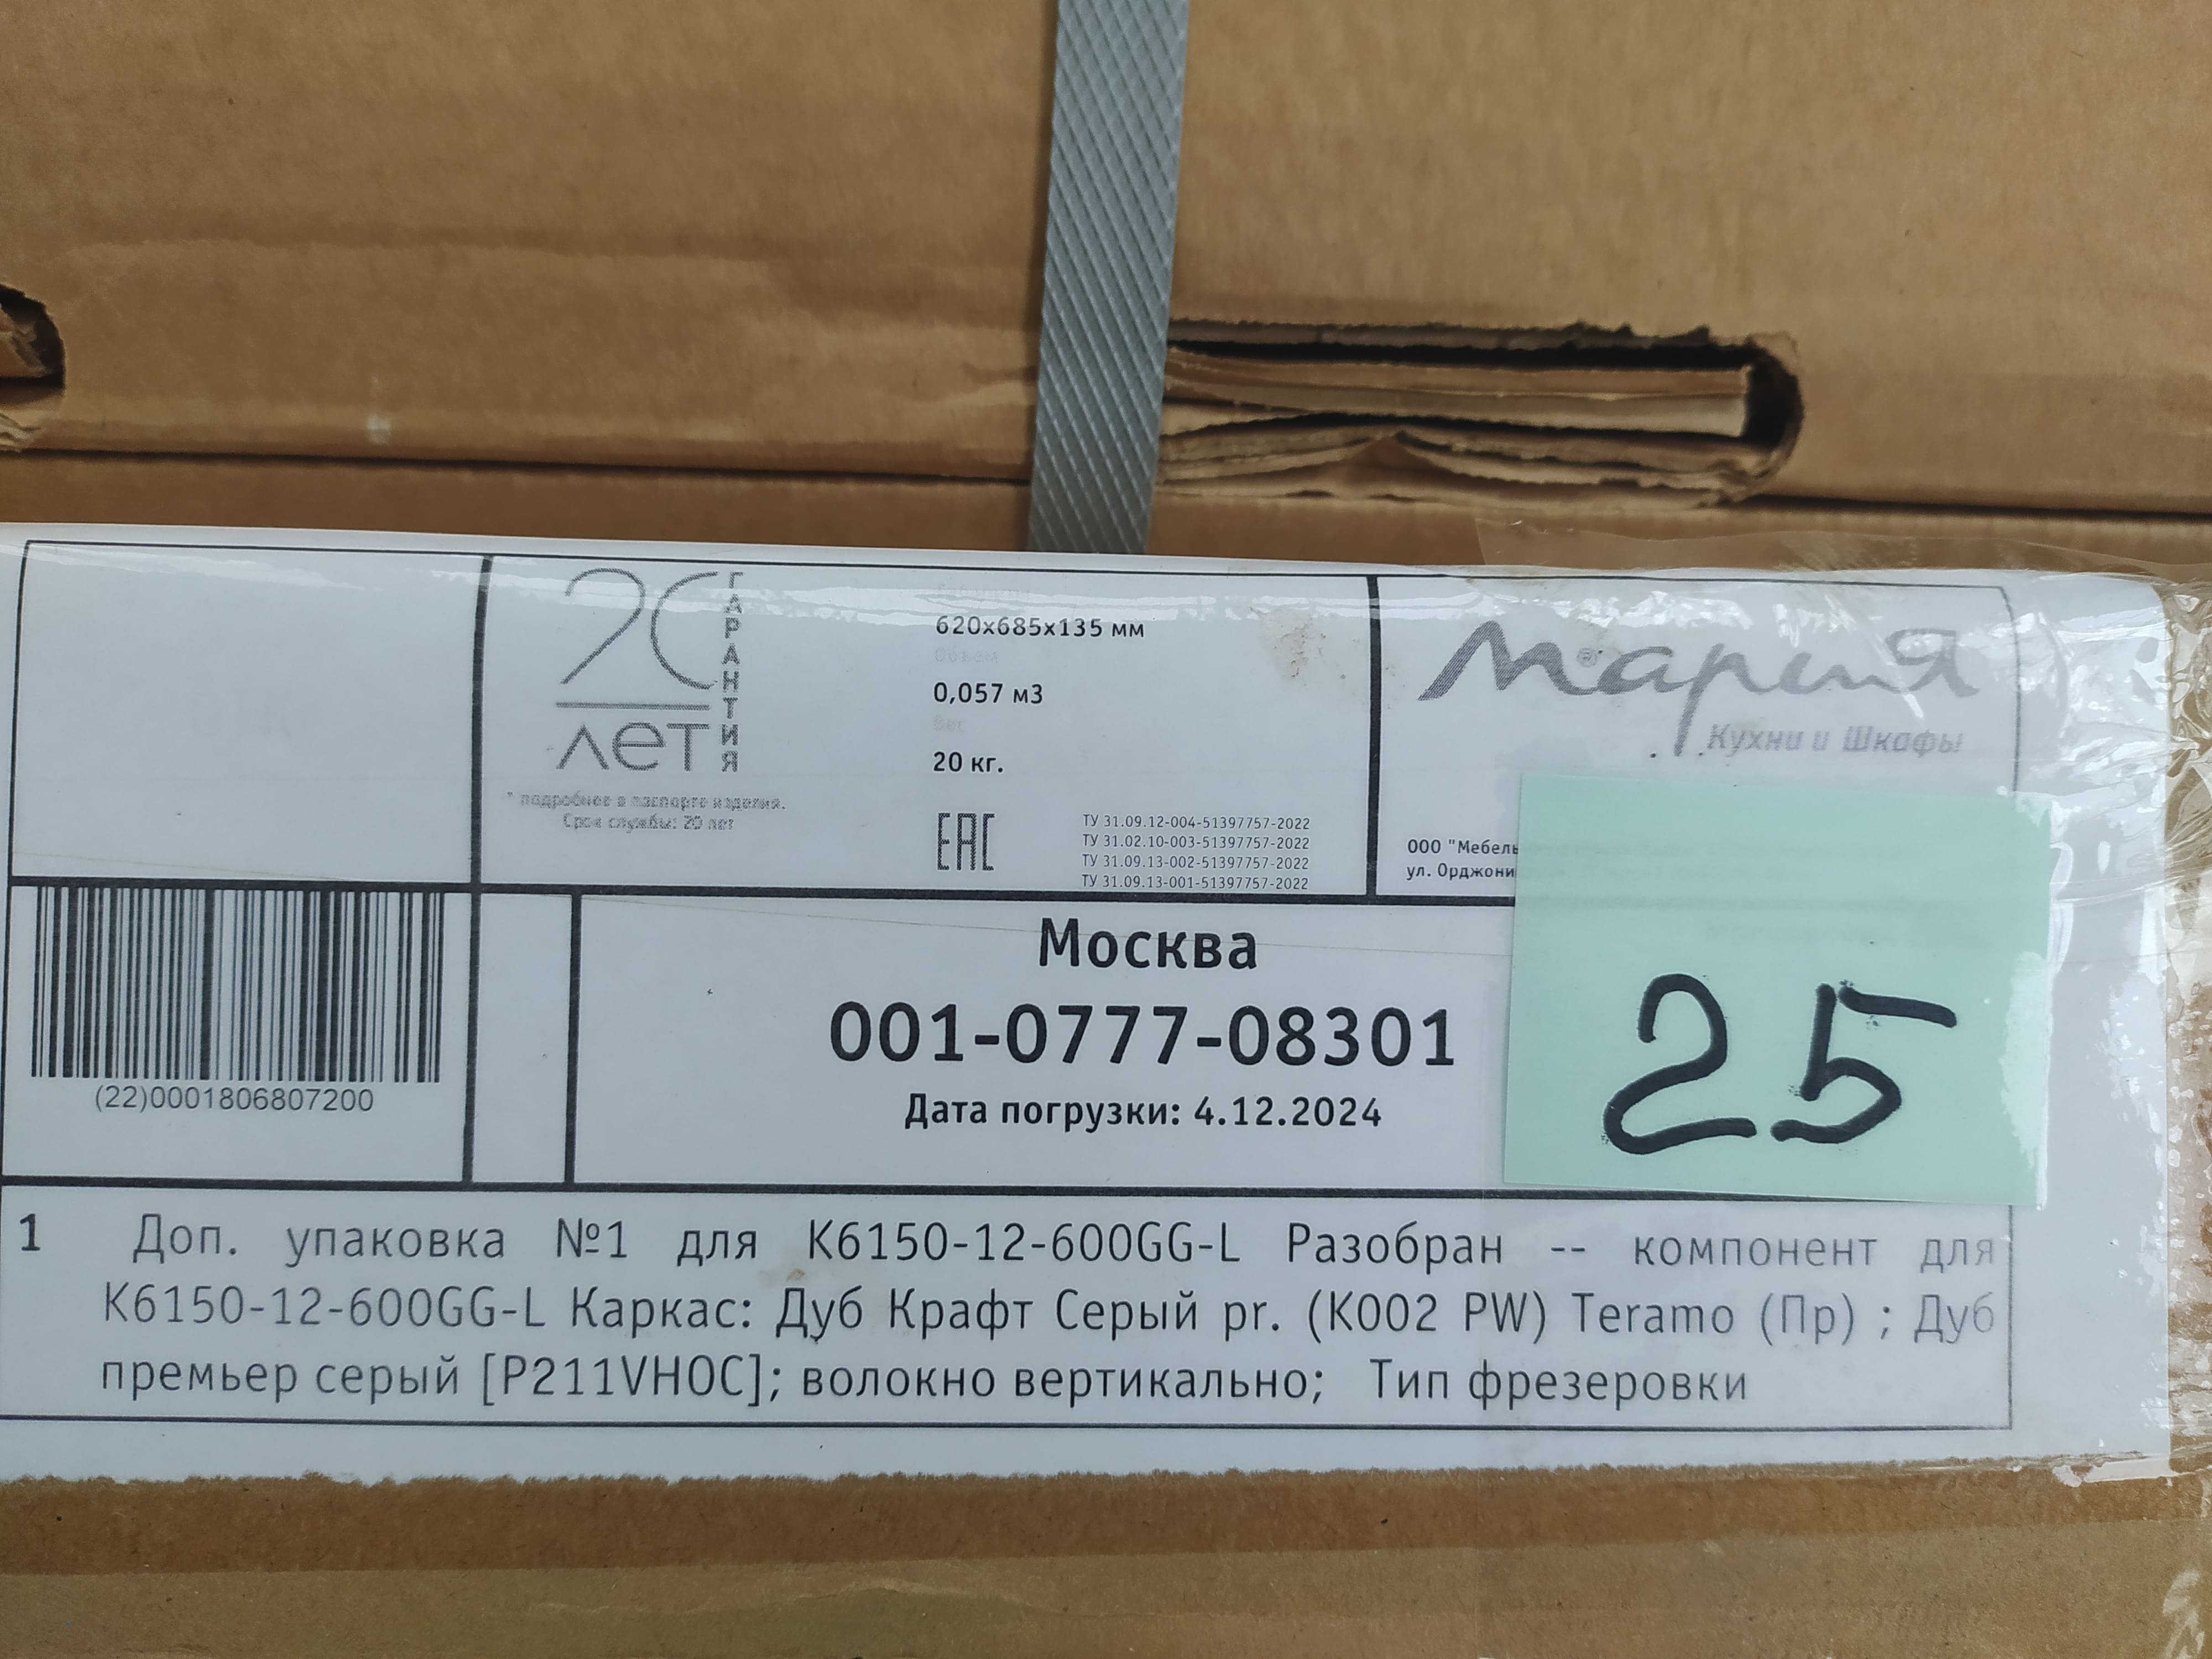 20 ЛЕТ
ГАРАНТИЯ
* подробнее в паспорте изделия.
Срок службы: 20 лет
620x685x135 мм
Объем
0,057 м3
Вес
20 кг.
EAC
ТУ 31.09.12-004-51397757-2022
ТУ 31.02.10-003-51397757-2022
ТУ 31.09.13-002-51397757-2022
ТУ 31.09.13-001-51397757-2022
Мария®
Кухни и Шкафы
ООО "Мебель
ул. Орджони
(22)0001806807200
Москва
001-0777-08301
Дата погрузки: 4.12.2024
25
1 Доп. упаковка №1 для K6150-12-600GG-L Разобран -- компонент для
K6150-12-600GG-L Каркас: Дуб Крафт Серый pr. (K002 PW) Teramo (Пр) ; Дуб
премьер серый [P211VHOC]; волокно вертикально; Тип фрезеровки